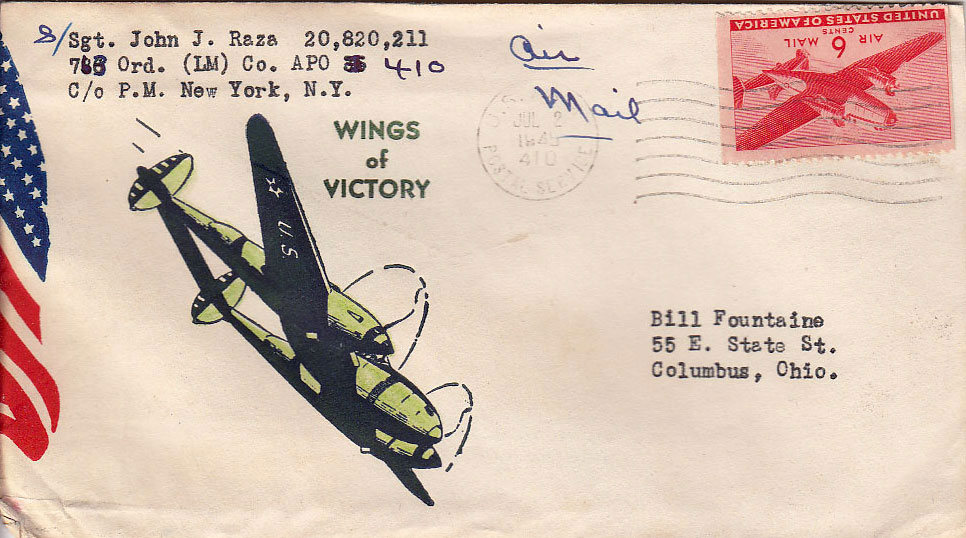 S/Sgt. John J. Raza 20,820,211
Ord. (LM) Co. APO 410
C/o P.M. New York, N.Y.
Air
Mail
UNITED STATES OF AMERICA
AIR 6 MAIL
CENTS
JUL 2
410
POSTAL SERVICE
WINGS
of
VICTORY
U.S.
Bill Fountaine
55 E. State St.
Columbus, Ohio.